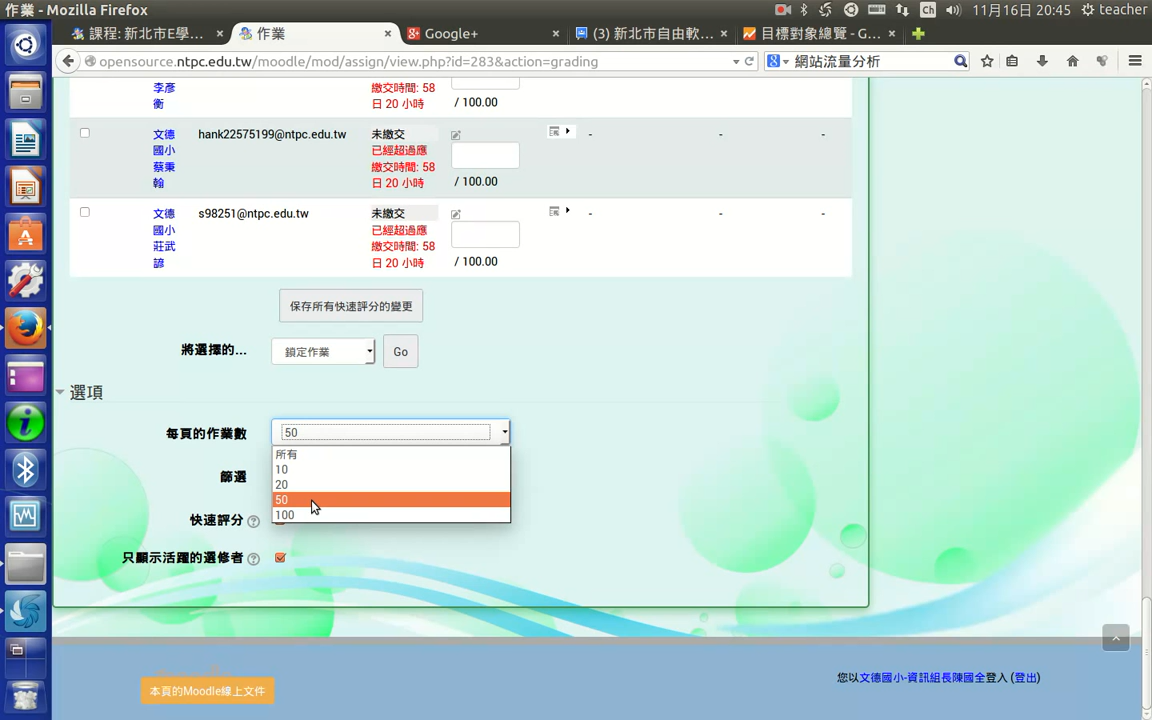 作業 - Mozilla Firefox
Ch
11月16日 20:45
teacher
課程: 新北市E學...
作業
Google+
(3) 新北市自由軟...
目標對象總覽 - G...
opensource.ntpc.edu.tw/moodle/mod/assign/view.php?id=283&action=grading
網站流量分析
李彥
衡
繳交時間: 58
日 20 小時
/ 100.00
文德
國小
蔡秉
翰
hank22575199@ntpc.edu.tw
未繳交
已經超過應
繳交時間: 58
日 20 小時
/ 100.00
-
-
-
文德
國小
莊武
諺
s98251@ntpc.edu.tw
未繳交
已經超過應
繳交時間: 58
日 20 小時
/ 100.00
-
-
-
保存所有快速評分的變更
將選擇的...
鎖定作業
Go
選項
每頁的作業數
50
所有
10
20
50
100
篩選
快速評分
只顯示活躍的選修者
本頁的Moodle線上文件
您以文德國小-資訊組長陳國全登入 (登出)